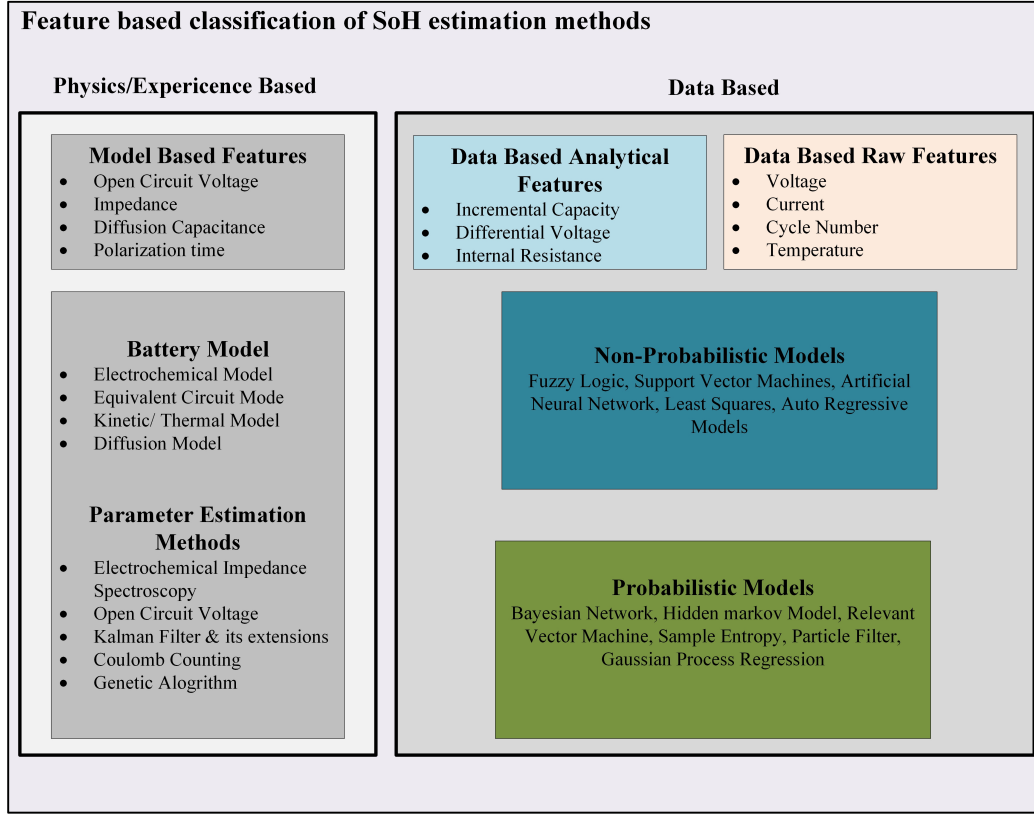 Feature based classification of SoH estimation methods
Physics/Expericence Based
Model Based Features
• Open Circuit Voltage
• Impedance
• Diffusion Capacitance
• Polarization time
Battery Model
• Electrochemical Model
• Equivalent Circuit Mode
• Kinetic/ Thermal Model
• Diffusion Model
Parameter Estimation
Methods
• Electrochemical Impedance
Spectroscopy
• Open Circuit Voltage
• Kalman Filter & its extensions
• Coulomb Counting
• Genetic Alogrithm
Data Based
Data Based Analytical
Features
• Incremental Capacity
• Differential Voltage
• Internal Resistance
Data Based Raw Features
• Voltage
• Current
• Cycle Number
• Temperature
Non-Probabilistic Models
Fuzzy Logic, Support Vector Machines, Artificial
Neural Network, Least Squares, Auto Regressive
Models
Probabilistic Models
Bayesian Network, Hidden markov Model, Relevant
Vector Machine, Sample Entropy, Particle Filter,
Gaussian Process Regression